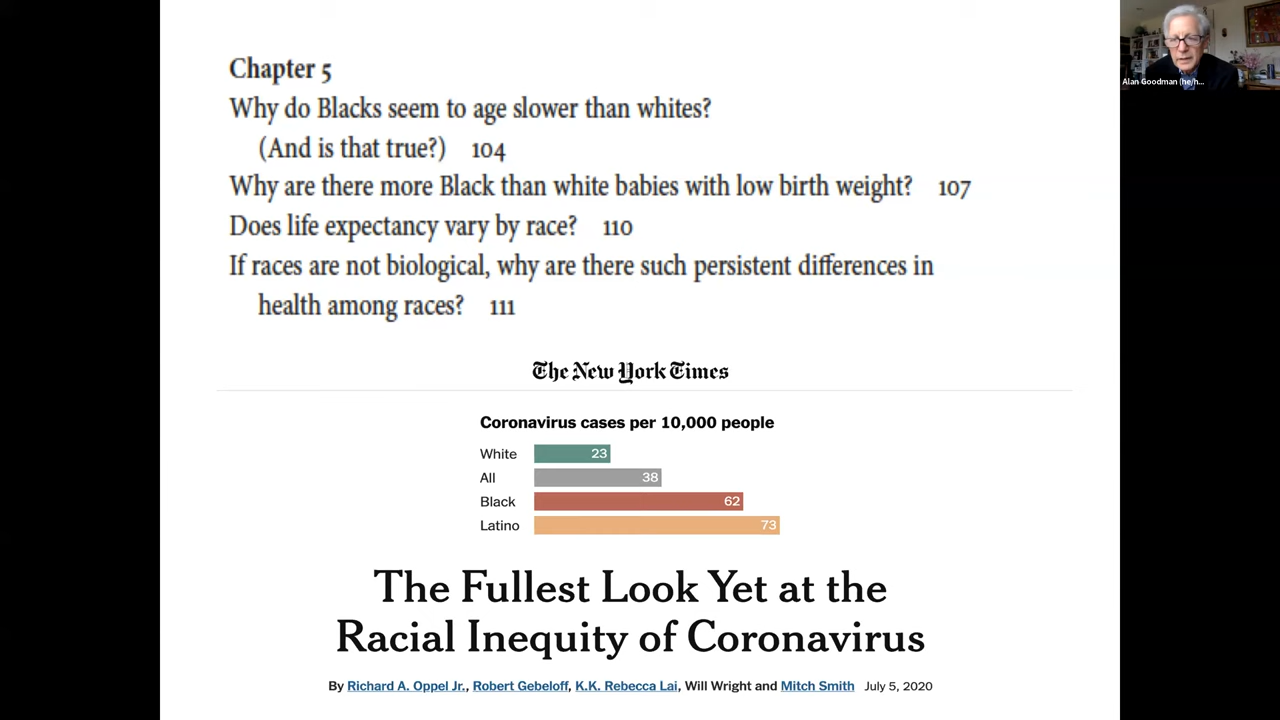 Chapter 5
Why do Blacks seem to age slower than whites?
(And is that true?) 104
Why are there more Black than white babies with low birth weight? 107
Does life expectancy vary by race? 110
If races are not biological, why are there such persistent differences in
health among races? 111
The New York Times
Coronavirus cases per 10,000 people
White 23
All 38
Black 62
Latino 73
The Fullest Look Yet at the
Racial Inequity of Coronavirus
By Richard A. Oppel Jr., Robert Gebeloff, K.K. Rebecca Lai, Will Wright and Mitch Smith July 5, 2020
Alan Goodman (he/h...